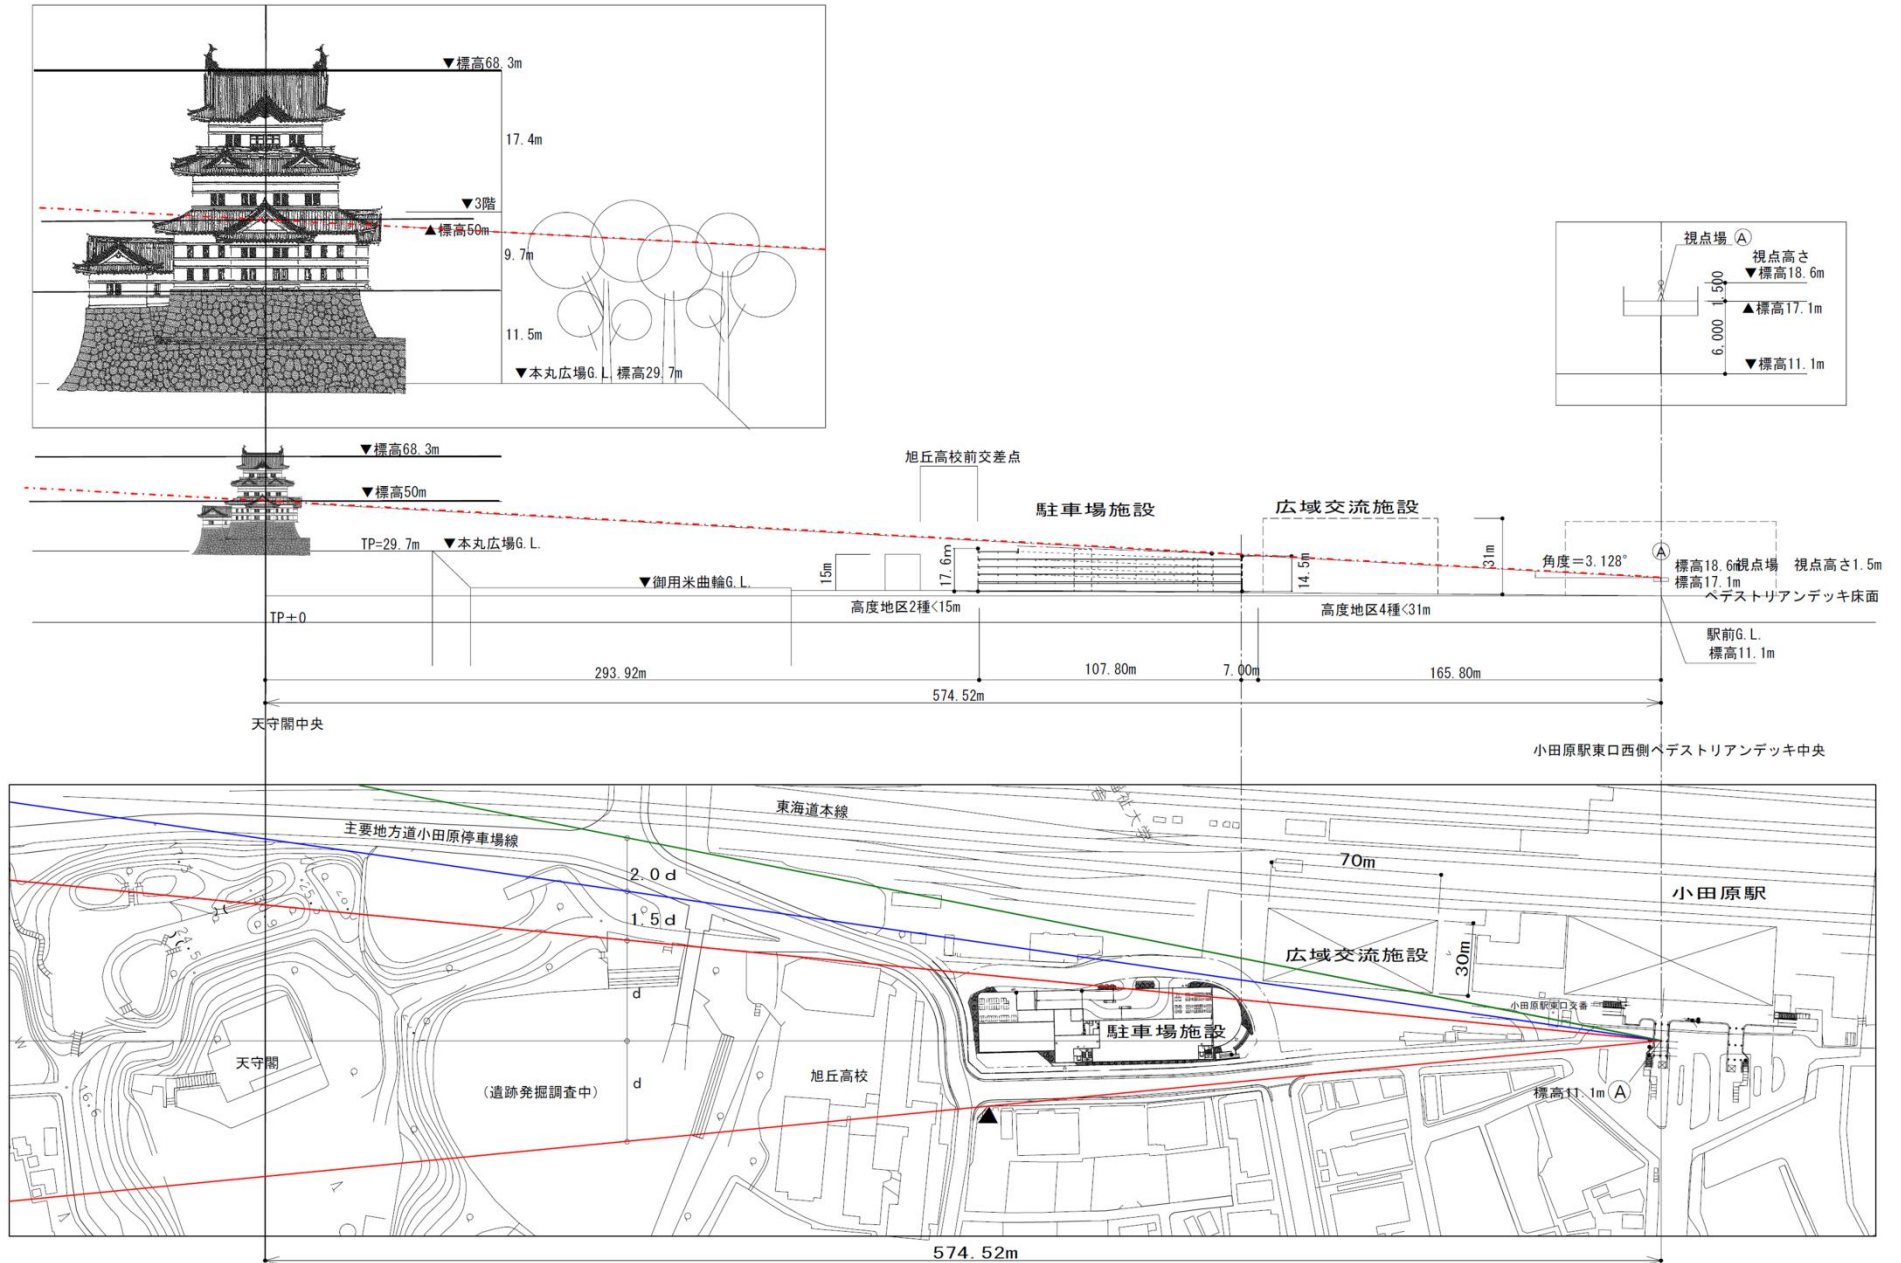 ▼標高68.3m
17.4m
▼3階
▲標高50m
9.7m
11.5m
▼本丸広場G.L. 標高29.7m
視点場 Ⓐ
視点高さ
▼標高18.6m
1,500
▲標高17.1m
6,000
▼標高11.1m
▼標高68.3m
▼標高50m
TP=29.7m
▼本丸広場G.L.
▼御用米曲輪G.L.
TP±0
旭丘高校前交差点
駐車場施設
広域交流施設
15m
17.6m
14.5m
31m
角度=3.128°
Ⓐ
標高18.6m視点場 視点高さ1.5m
標高17.1m
ペデストリアンデッキ床面
高度地区2種<15m
高度地区4種<31m
駅前G.L.
標高11.1m
293.92m
107.80m
7.00m
165.80m
574.52m
天守閣中央
小田原駅東口西側ペデストリアンデッキ中央
東海道本線
主要地方道小田原停車場線
2.0d
1.5d
d
d
70m
30m
小田原駅
広域交流施設
小田原駅東口交番
駐車場施設
天守閣
(遺跡発掘調査中)
旭丘高校
標高11.1m Ⓐ
24.5
16.6
574.52m